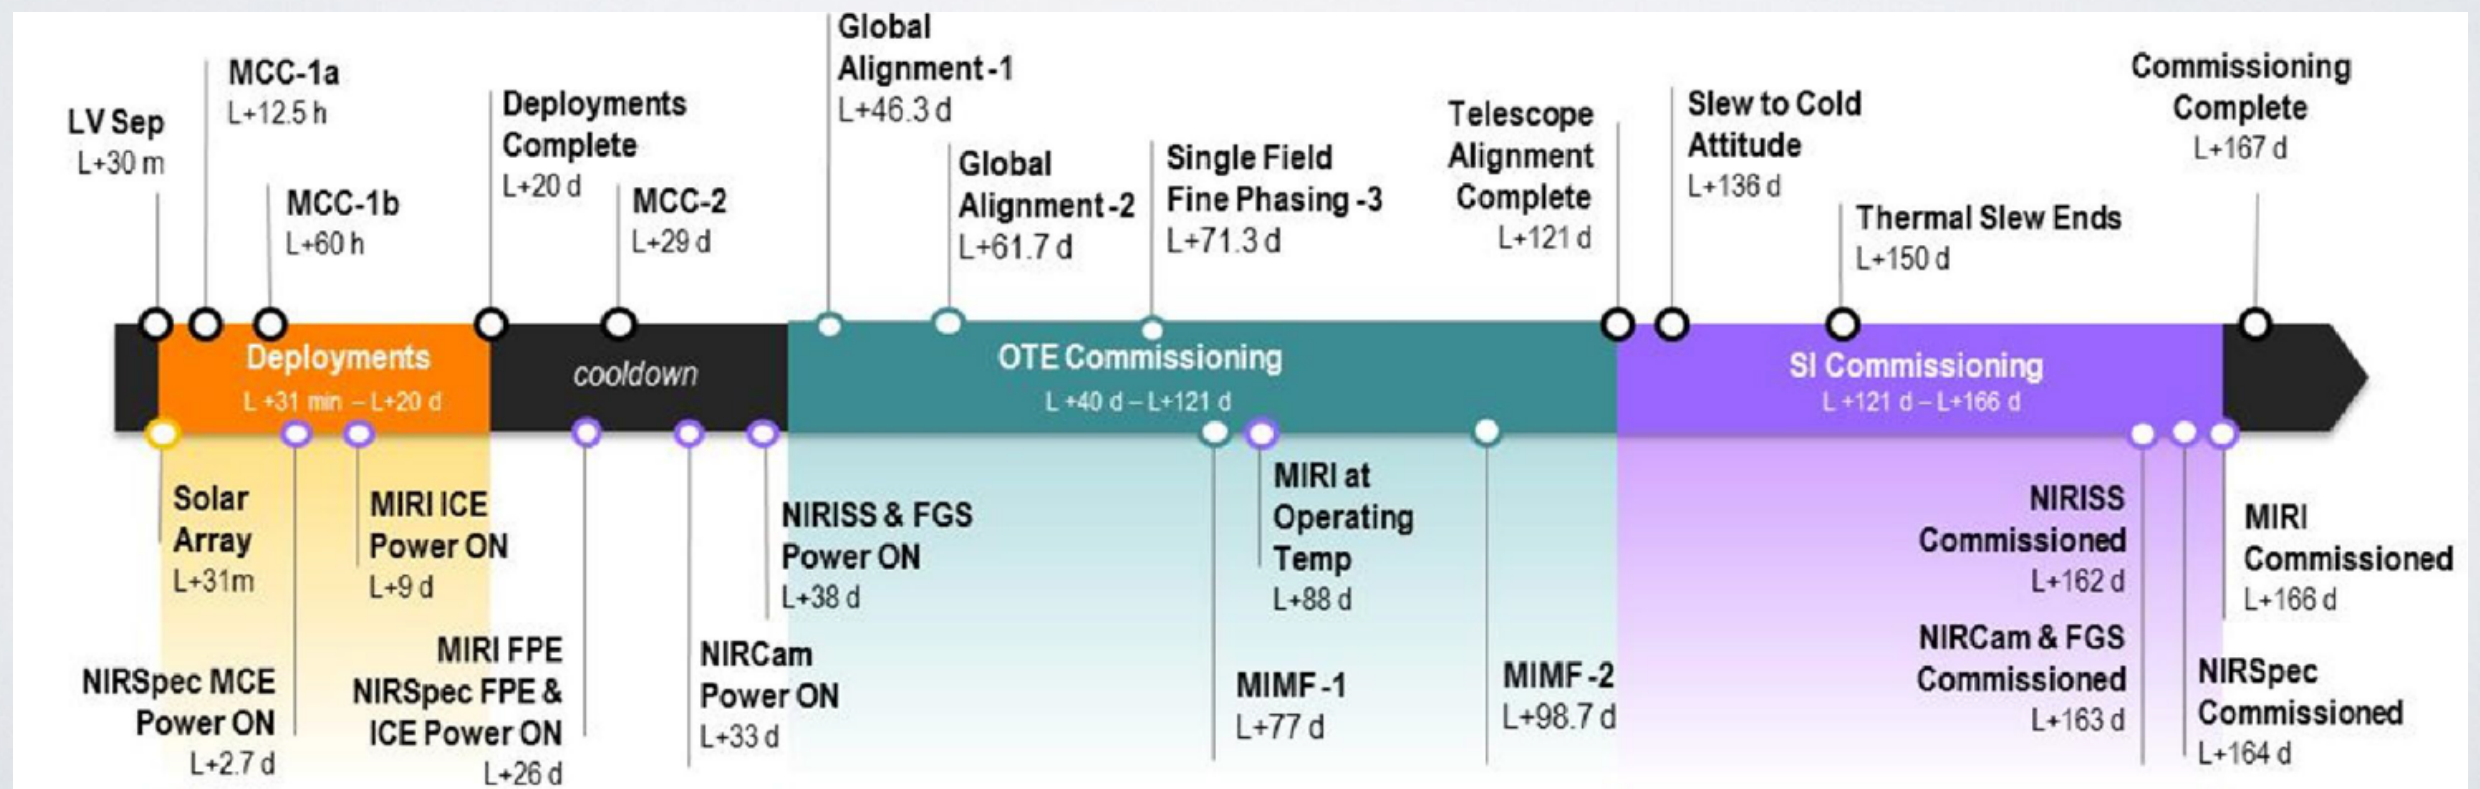 LV Sep
L+30 m
MCC-1a
L+12.5 h
MCC-1b
L+60 h
Deployments
Complete
L+20 d
MCC-2
L+29 d
Global
Alignment-1
L+46.3 d
Global
Alignment-2
L+61.7 d
Single Field
Fine Phasing -3
L+71.3 d
Telescope
Alignment
Complete
L+121 d
Slew to Cold
Attitude
L+136 d
Thermal Slew Ends
L+150 d
Commissioning
Complete
L+167 d
Deployments
L +31 min – L+20 d
cooldown
OTE Commissioning
L +40 d – L+121 d
SI Commissioning
L +121 d – L+166 d
Solar
Array
L+31m
NIRSpec MCE
Power ON
L+2.7 d
MIRI ICE
Power ON
L+9 d
MIRI FPE
NIRSpec FPE &
ICE Power ON
L+26 d
NIRCam
Power ON
L+33 d
NIRISS & FGS
Power ON
L+38 d
MIMF-1
L+77 d
MIRI at
Operating
Temp
L+88 d
MIMF-2
L+98.7 d
NIRISS
Commissioned
L+162 d
NIRCam & FGS
Commissioned
L+163 d
NIRSpec
Commissioned
L+164 d
MIRI
Commissioned
L+166 d